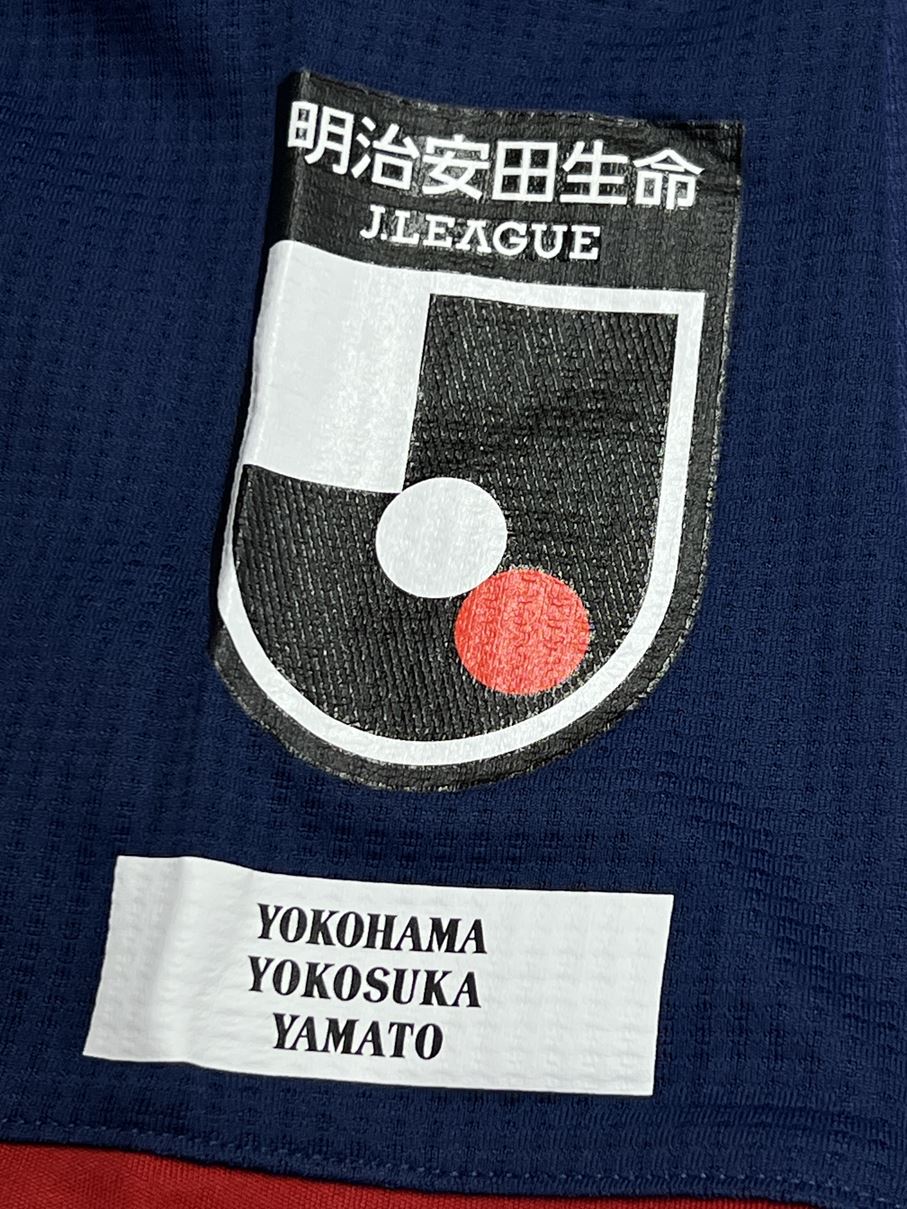 明治安田生命
J.LEAGUE
YOKOHAMA
YOKOSUKA
YAMATO